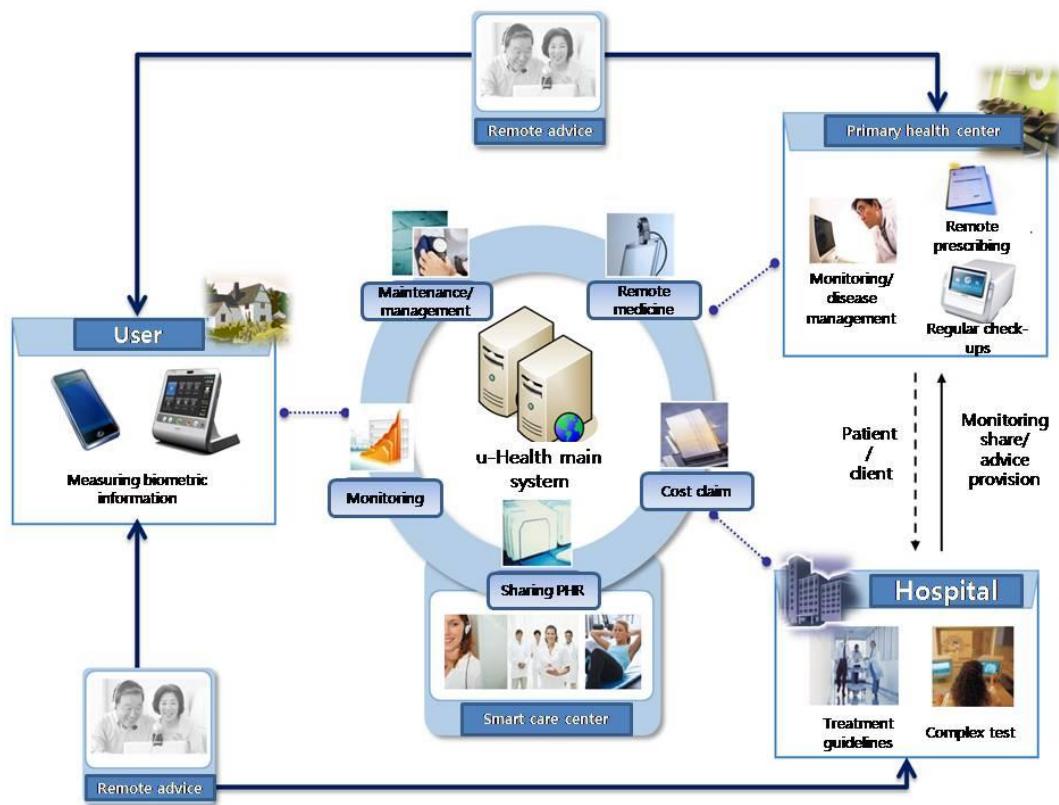 Remote advice
Primary health center
Remote
prescribing
Monitoring/
disease
management
Regular check-
ups
Maintenance/
management
Remote
medicine
User
Measuring biometric
information
u-Health main
system
Monitoring
Cost claim
Sharing PHR
Smart care center
Patient
/
client
Monitoring
share/
advice
provision
Hospital
Treatment
guidelines
Complex test
Remote advice